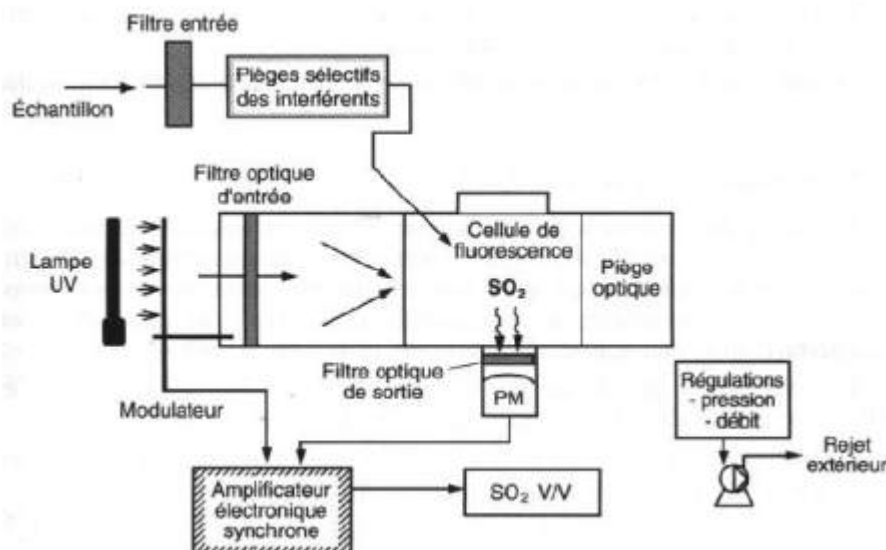 Filtre entrée
Pièges sélectifs
des interférents
Échantillon
Filtre optique
d'entrée
Lampe
UV
Cellule de
fluorescence
SO₂
Piège
optique
Filtre optique
de sortie
PM
Modulateur
Régulations
- pression
- débit
Rejet
extérieur
Amplificateur
électronique
synchrone
SO₂ V/V